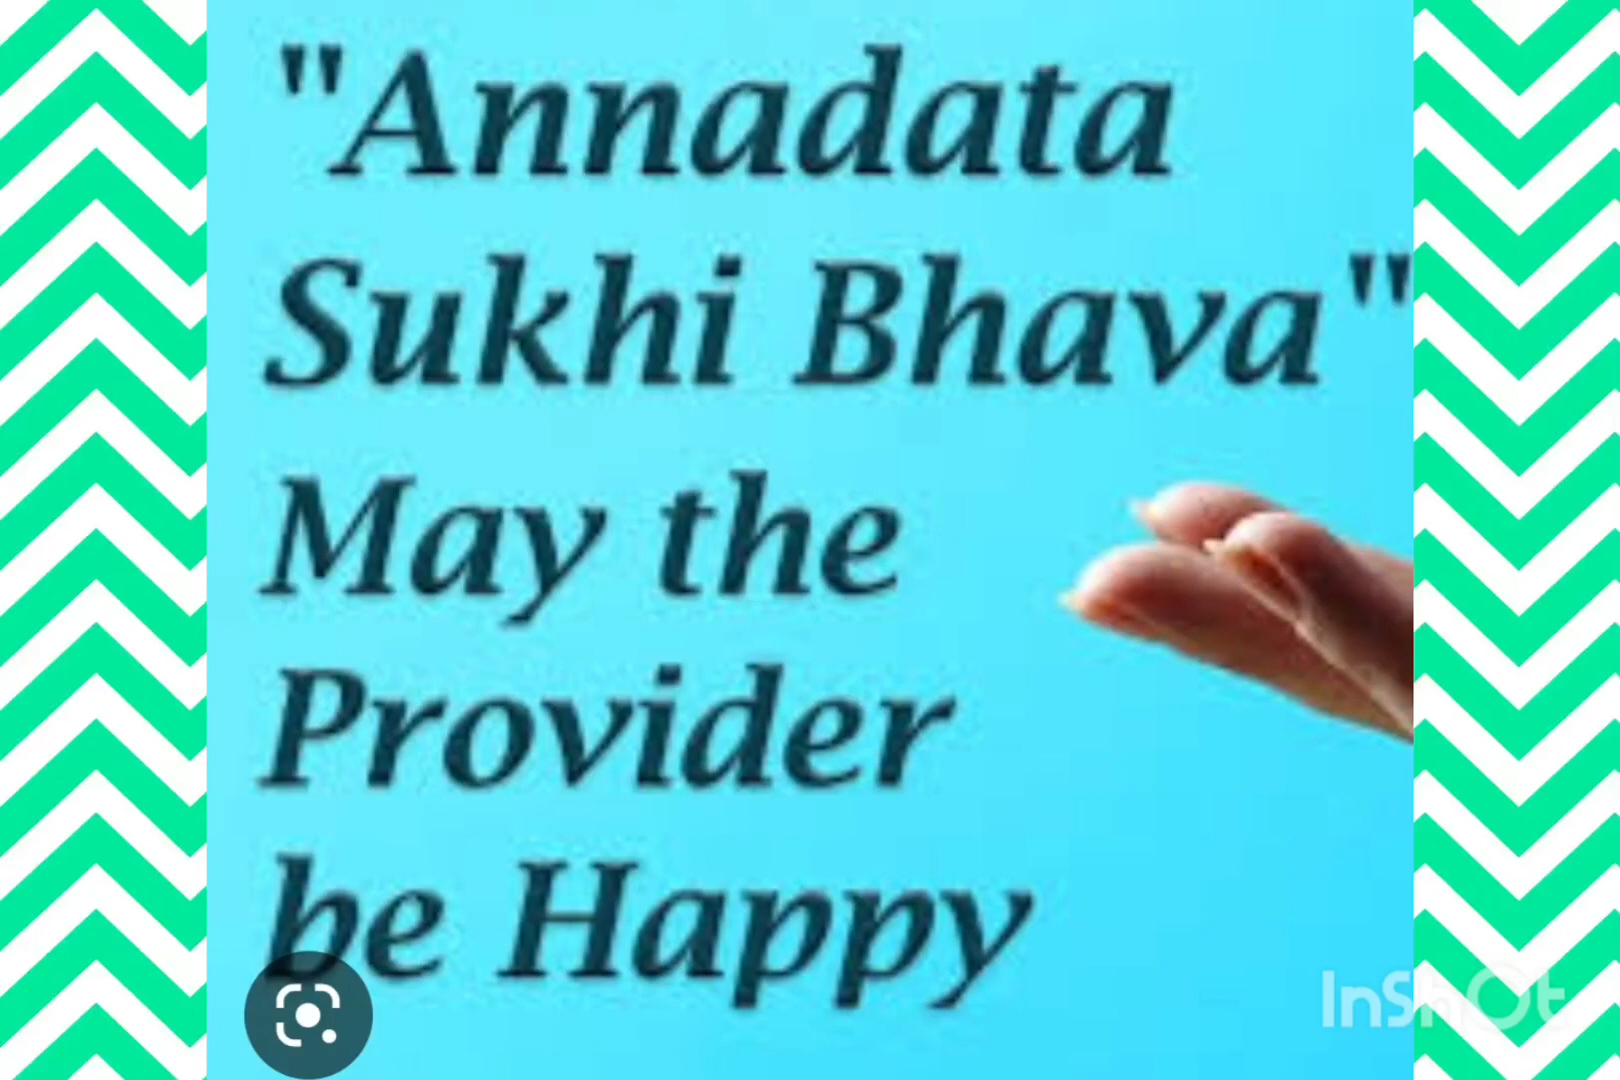 "Annadata
Sukhi Bhava"
May the
Provider
be Happy
InShOt